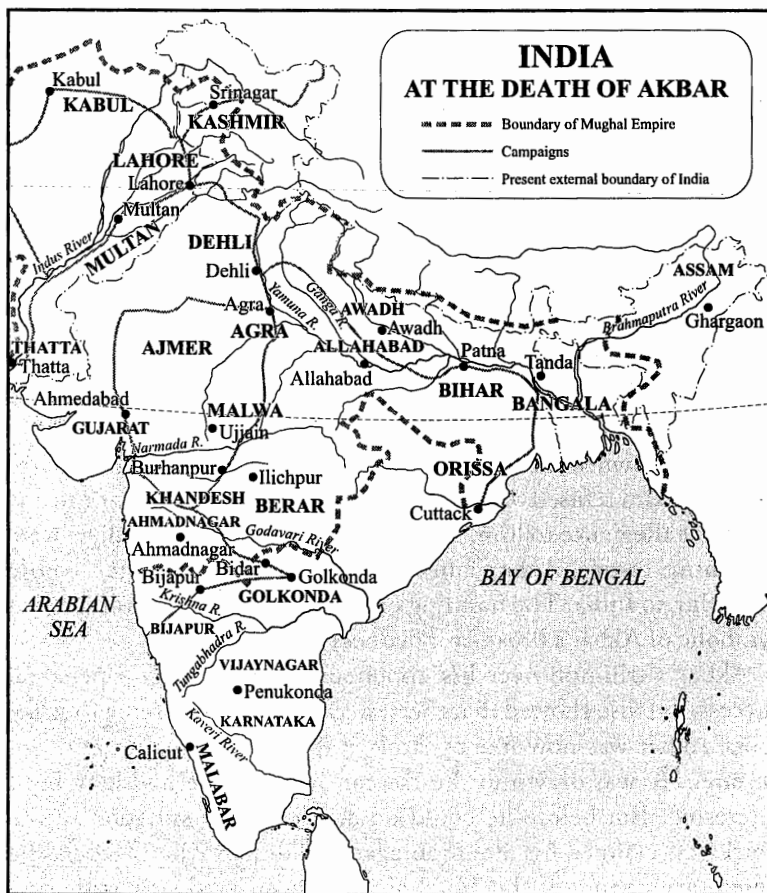 INDIA
AT THE DEATH OF AKBAR
Boundary of Mughal Empire
Campaigns
Present external boundary of India
Kabul
KABUL
Srinagar
KASHMIR
LAHORE
Lahore
Multan
MULTAN
Indus River
DEHLI
Dehli
Agra
AGRA
Yamuna R.
Ganga R.
AWADH
Awadh
ALLAHABAD
Allahabad
Patna
BIHAR
Tanda
BANGALA
ASSAM
Brahmaputra River
Ghargaon
THATTA
Thatta
AJMER
Ahmedabad
GUJARAT
MALWA
Ujjain
Narmada R.
Burhanpur
Ilichpur
KHANDESH
BERAR
ORISSA
Cuttack
AHMADNAGAR
Ahmadnagar
Godavari River
Bidar
Bijapur
Golkonda
GOLKONDA
Krishna R.
BIJAPUR
Tungabhadra R.
VIJAYNAGAR
Penukonda
KARNATAKA
Kaveri River
Calicut
MALABAR
ARABIAN
SEA
BAY OF BENGAL